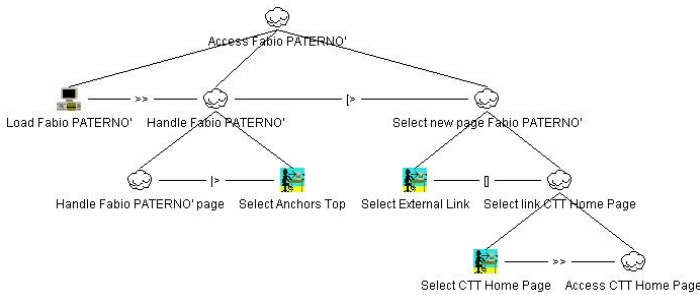 Access Fabio PATERNO'
>> [>
Load Fabio PATERNO' Handle Fabio PATERNO' Select new page Fabio PATERNO'
|> []
Handle Fabio PATERNO' page Select Anchors Top Select External Link Select link CTT Home Page
>>
Select CTT Home Page Access CTT Home Page